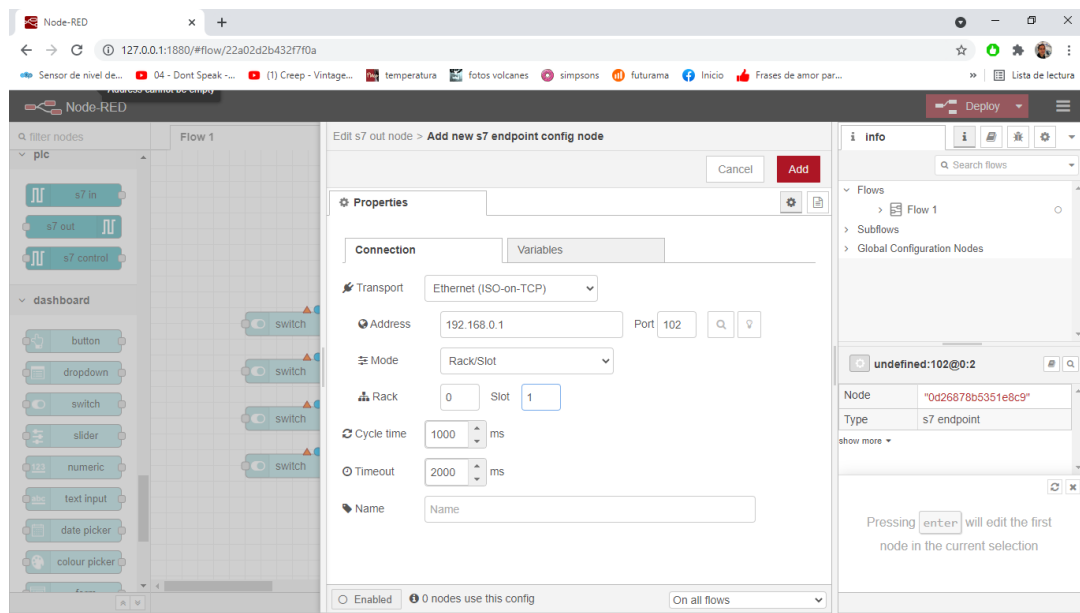 Node-RED
127.0.0.1:1880/#flow/22a02d2b432f7f0a
Sensor de nivel de... 04 - Dont Speak -... (1) Creep - Vintage... temperatura fotos volcanes simpsons futurama Inicio Frases de amor par... » Lista de lectura
Address cannot be empty
Node-RED Deploy
filter nodes Flow 1 Edit s7 out node > Add new s7 endpoint config node i info
Cancel Add Search flows
plc
s7 in
s7 out
s7 control
dashboard
button
dropdown
switch
slider
numeric
text input
date picker
colour picker
form
switch
switch
switch
switch
Properties
Connection Variables
Transport Ethernet (ISO-on-TCP)
Address 192.168.0.1 Port 102
Mode Rack/Slot
Rack 0 Slot 1
Cycle time 1000 ms
Timeout 2000 ms
Name Name
Enabled 0 nodes use this config On all flows
Flows
Flow 1
Subflows
Global Configuration Nodes
undefined:102@0:2
Node "0d26878b5351e8c9"
Type s7 endpoint
show more
Pressing enter will edit the first
node in the current selection